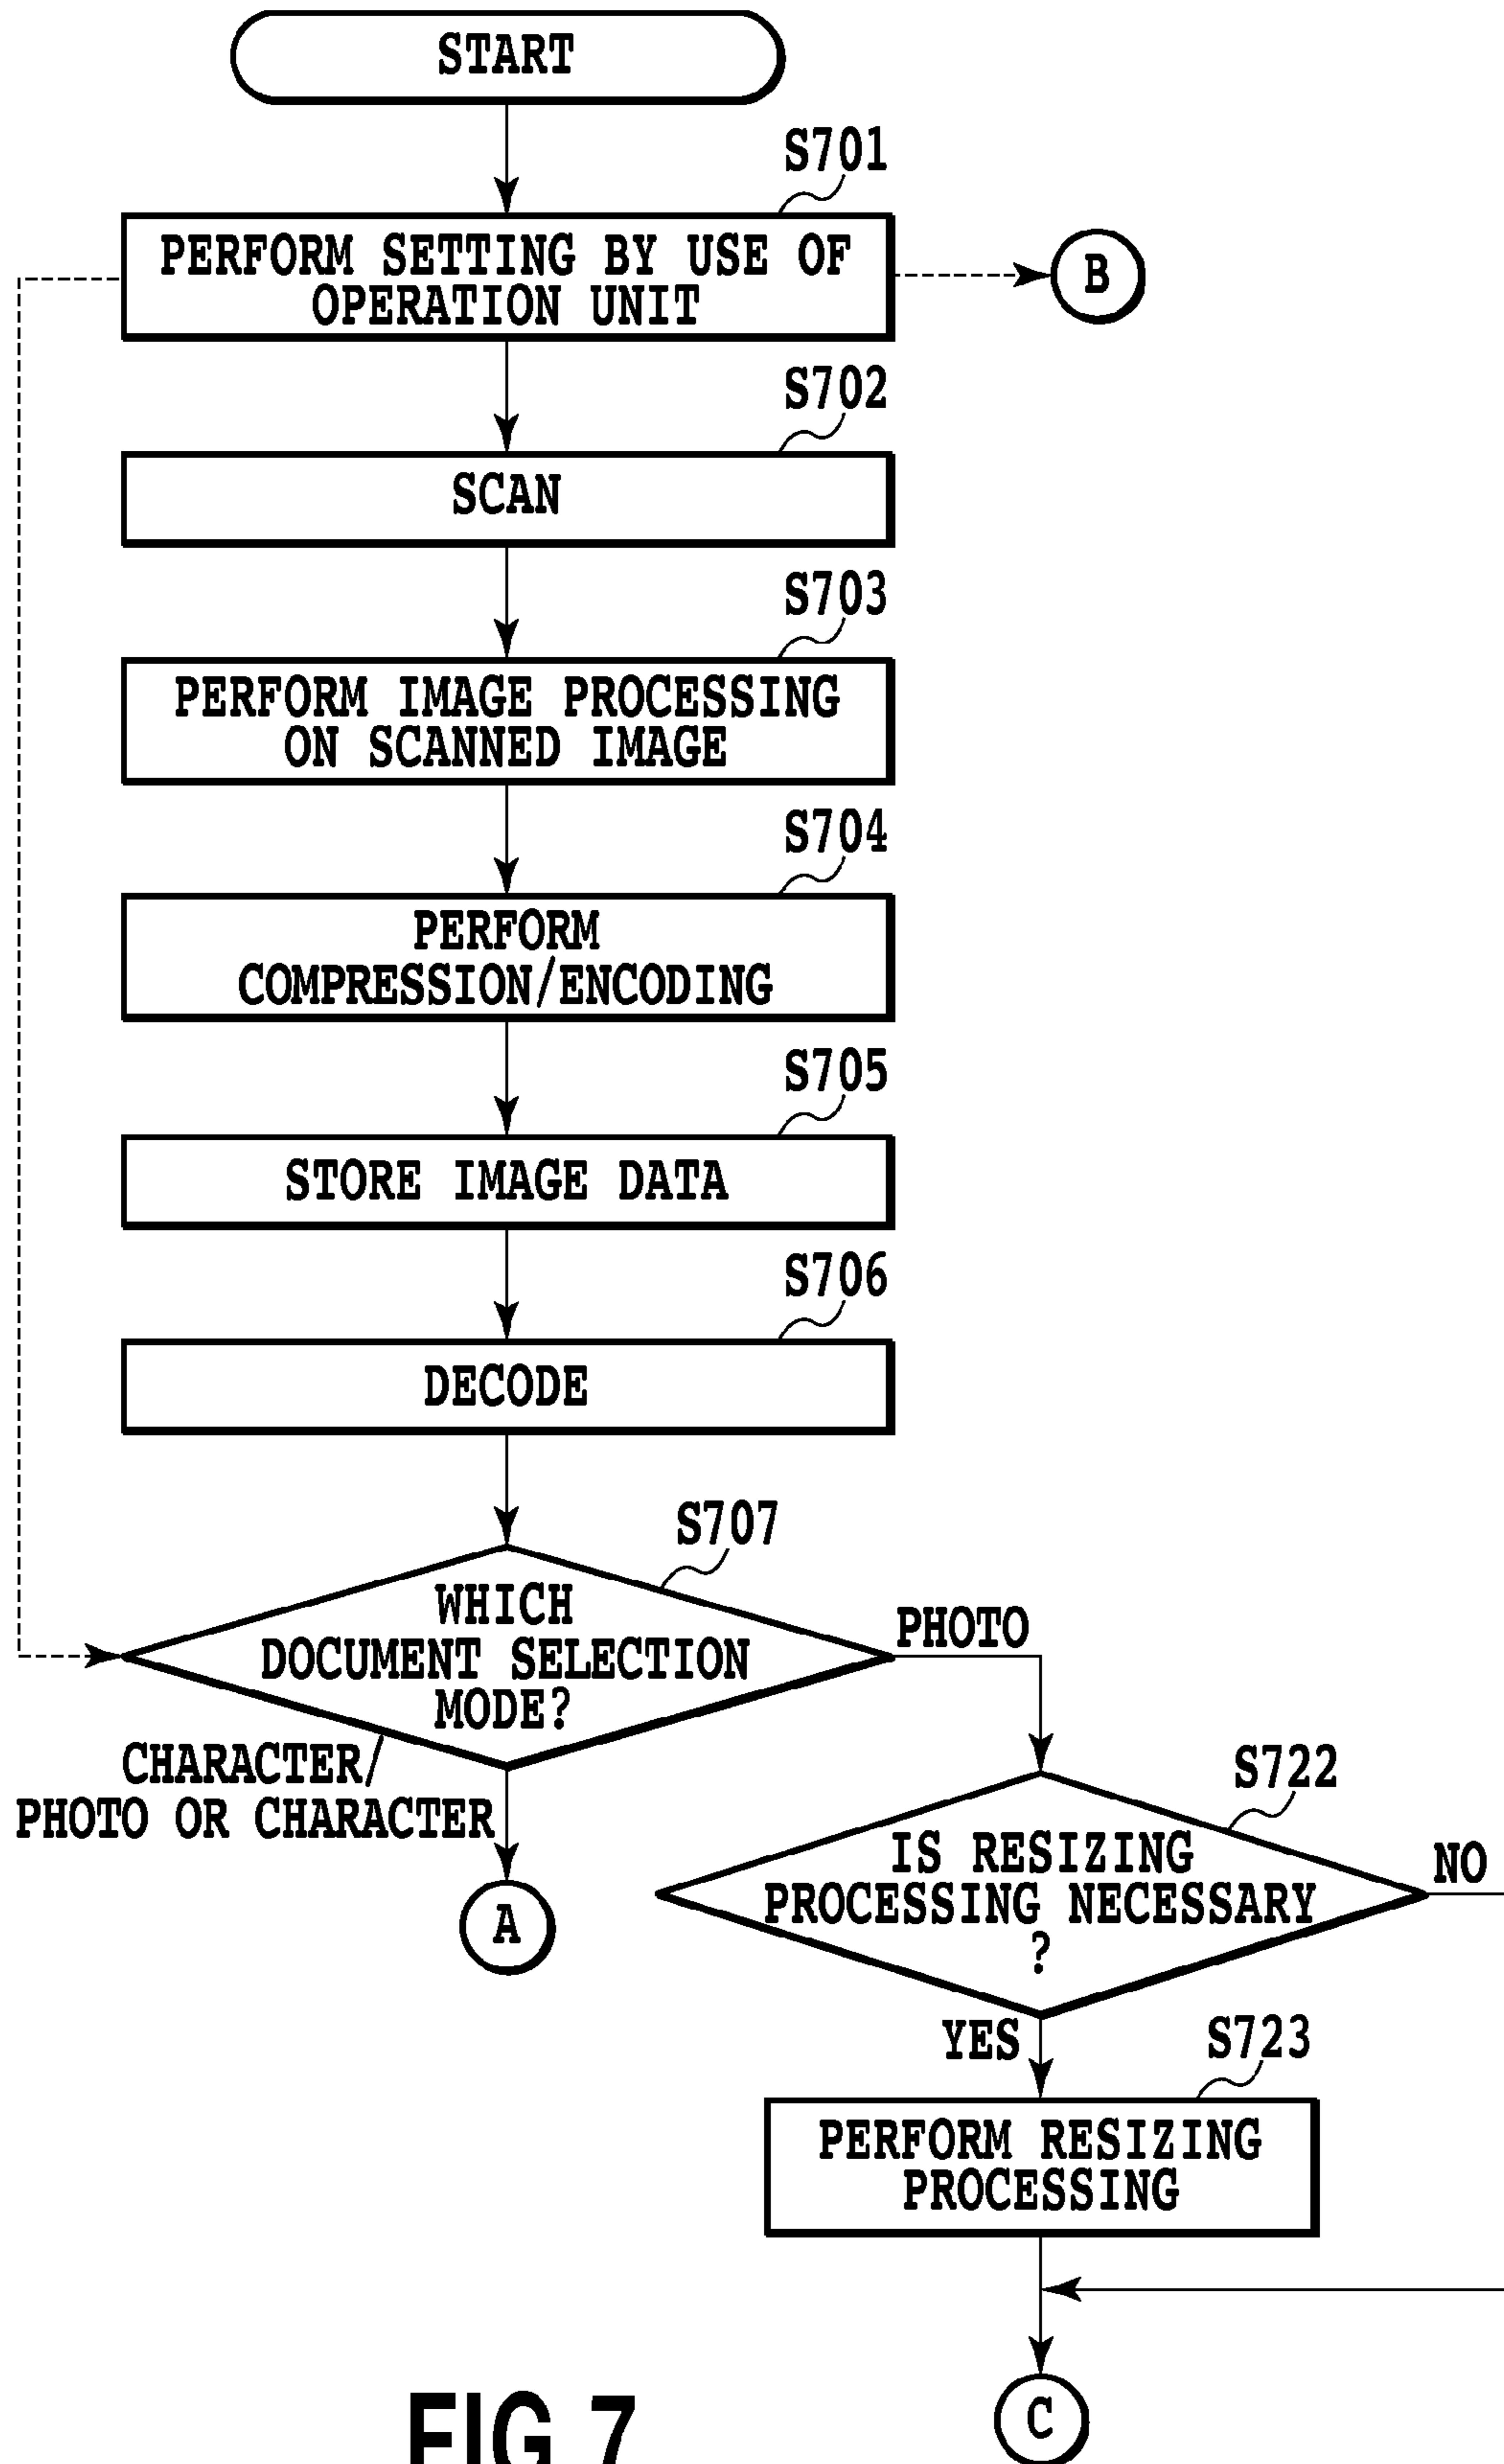 START
S701
PERFORM SETTING BY USE OF
OPERATION UNIT
B
S702
SCAN
S703
PERFORM IMAGE PROCESSING
ON SCANNED IMAGE
S704
PERFORM
COMPRESSION/ENCODING
S705
STORE IMAGE DATA
S706
DECODE
S707
WHICH
DOCUMENT SELECTION
MODE?
PHOTO
CHARACTER/
PHOTO OR CHARACTER
A
S722
IS RESIZING
PROCESSING NECESSARY
?
NO
YES
S723
PERFORM RESIZING
PROCESSING
C
FIG.7